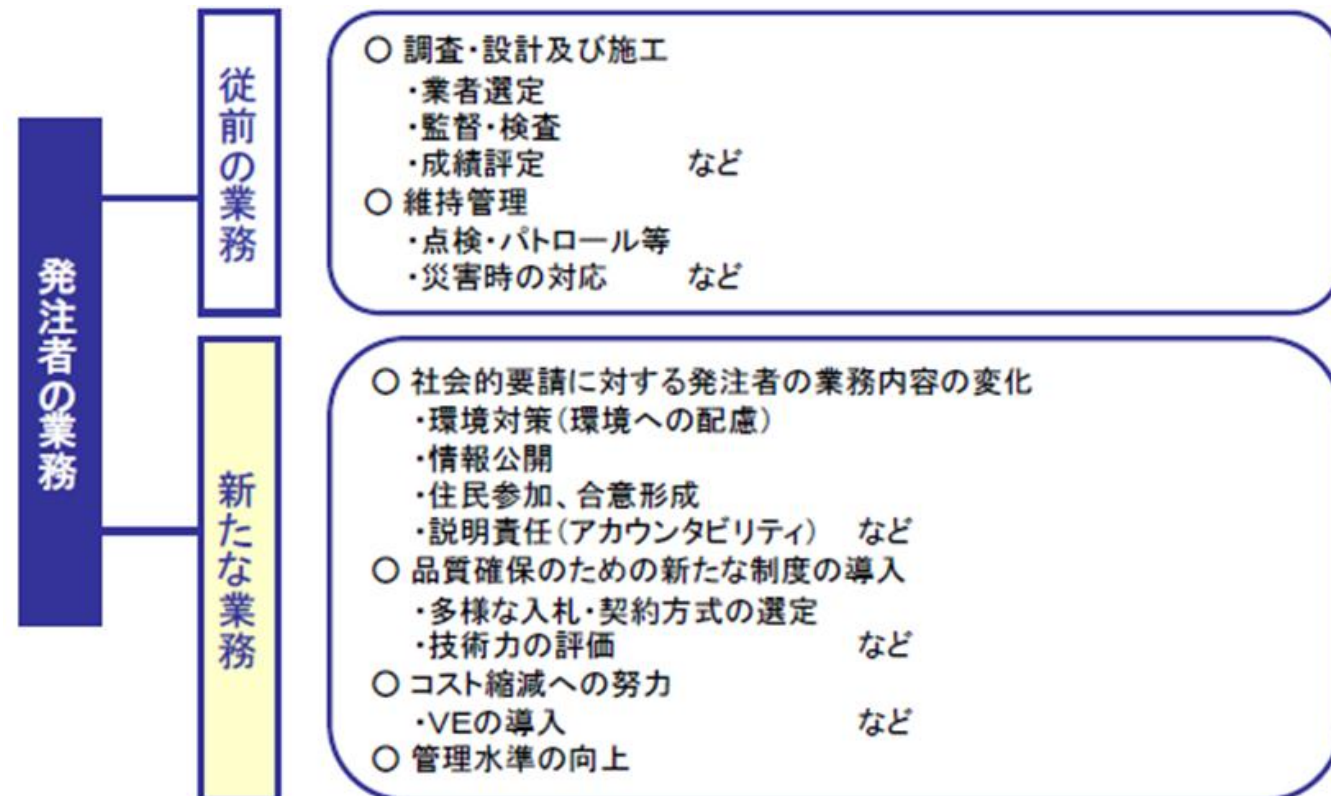 発注者の業務
従前の業務
○ 調査・設計及び施工
・業者選定
・監督・検査
・成績評定 など
○ 維持管理
・点検・パトロール等
・災害時の対応 など
新たな業務
○ 社会的要請に対する発注者の業務内容の変化
・環境対策(環境への配慮)
・情報公開
・住民参加、合意形成
・説明責任(アカウンタビリティ) など
○ 品質確保のための新たな制度の導入
・多様な入札・契約方式の選定
・技術力の評価 など
○ コスト縮減への努力
・VEの導入 など
○ 管理水準の向上